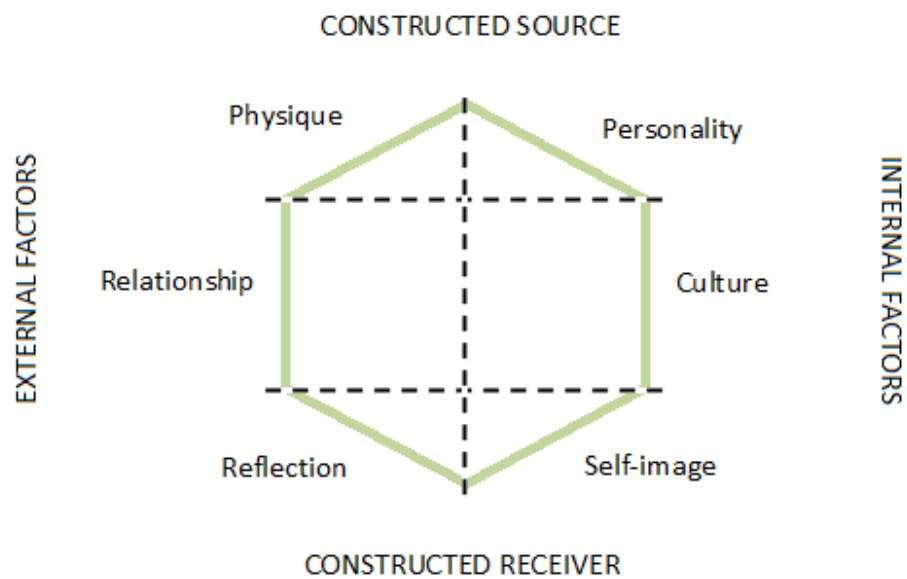 CONSTRUCTED SOURCE
Physique
Personality
EXTERNAL FACTORS
INTERNAL FACTORS
Relationship
Culture
Reflection
Self-image
CONSTRUCTED RECEIVER